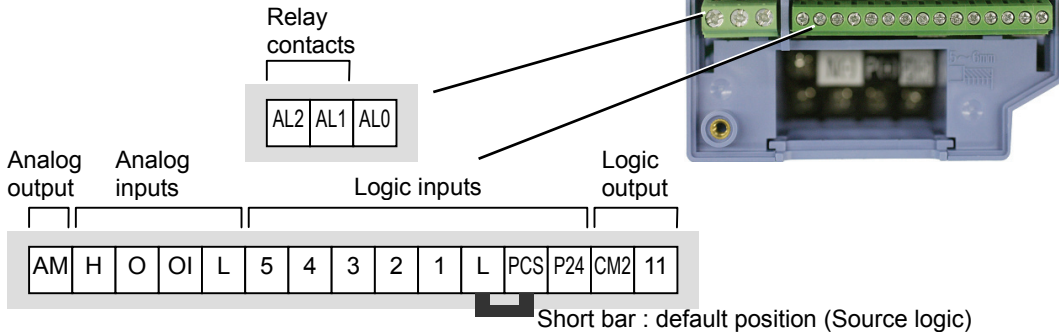 Relay
contacts
AL2 AL1 AL0
Analog
output
Analog
inputs
Logic inputs
Logic
output
AM H O OI L 5 4 3 2 1 L PCS P24 CM2 11
Short bar : default position (Source logic)